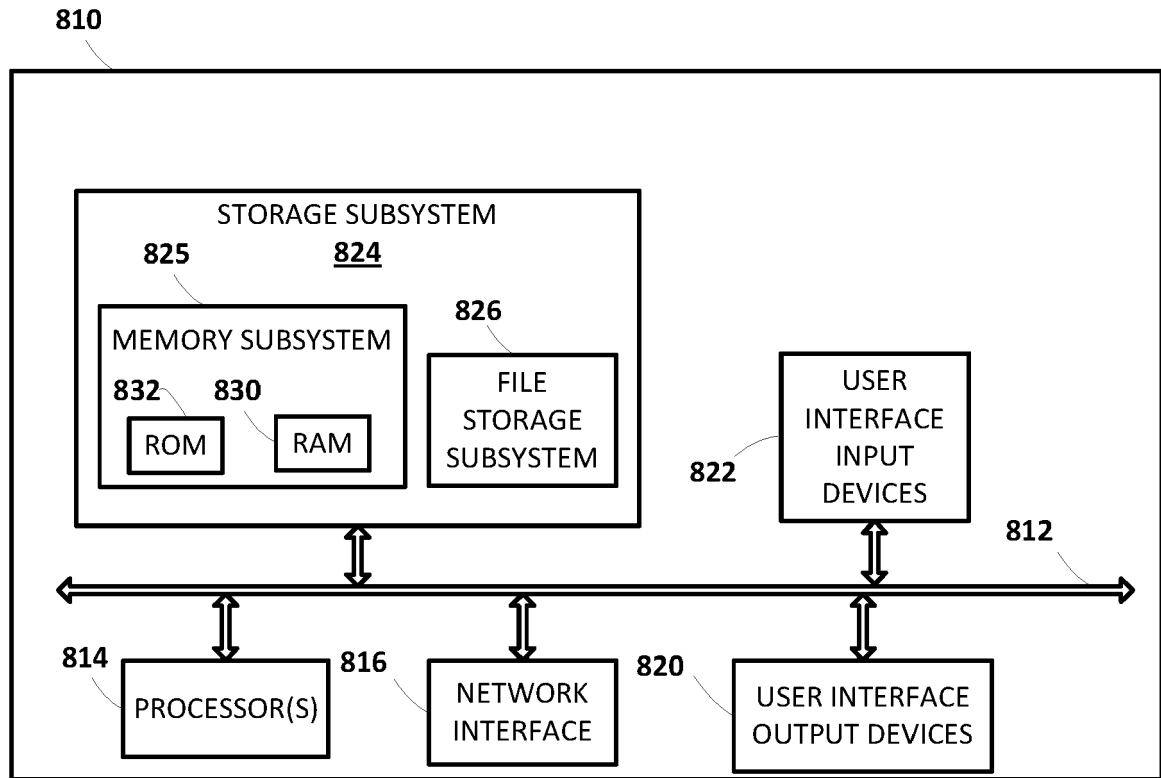 810
STORAGE SUBSYSTEM
824
825
MEMORY SUBSYSTEM
832
ROM
830
RAM
826
FILE
STORAGE
SUBSYSTEM
USER
INTERFACE
INPUT
DEVICES
822
812
814
PROCESSOR(S)
816
NETWORK
INTERFACE
820
USER INTERFACE
OUTPUT DEVICES